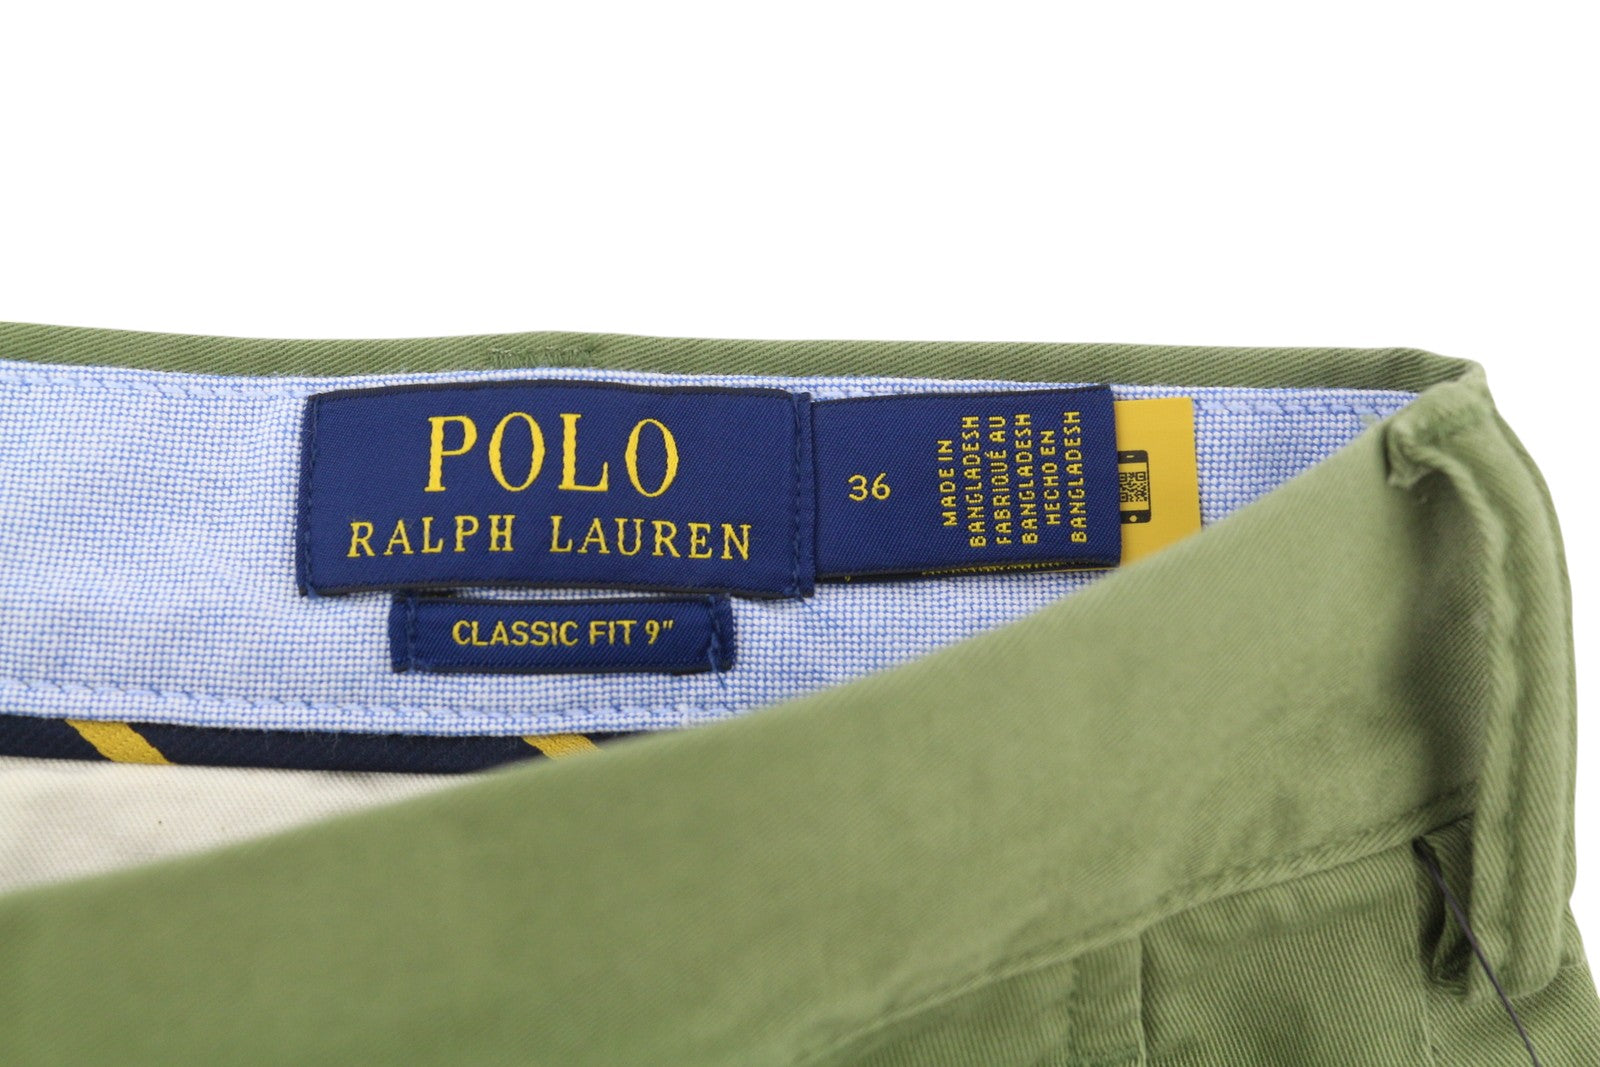 POLO
RALPH LAUREN
CLASSIC FIT 9"
36
MADE IN
BANGLADESH
FABRIQUÉ AU
BANGLADESH
HECHO EN
BANGLADESH